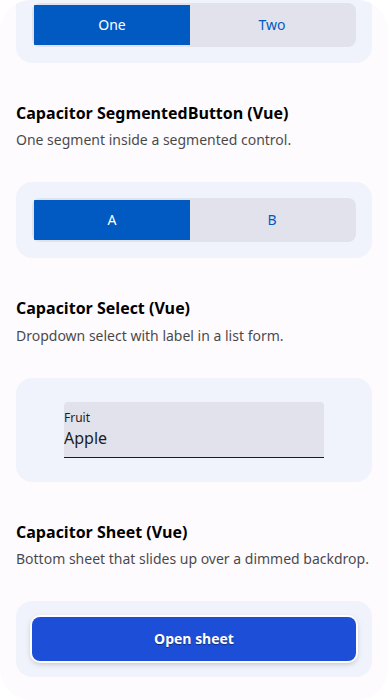 One
Two
Capacitor SegmentedButton (Vue)
One segment inside a segmented control.
A
B
Capacitor Select (Vue)
Dropdown select with label in a list form.
Fruit
Apple
Capacitor Sheet (Vue)
Bottom sheet that slides up over a dimmed backdrop.
Open sheet